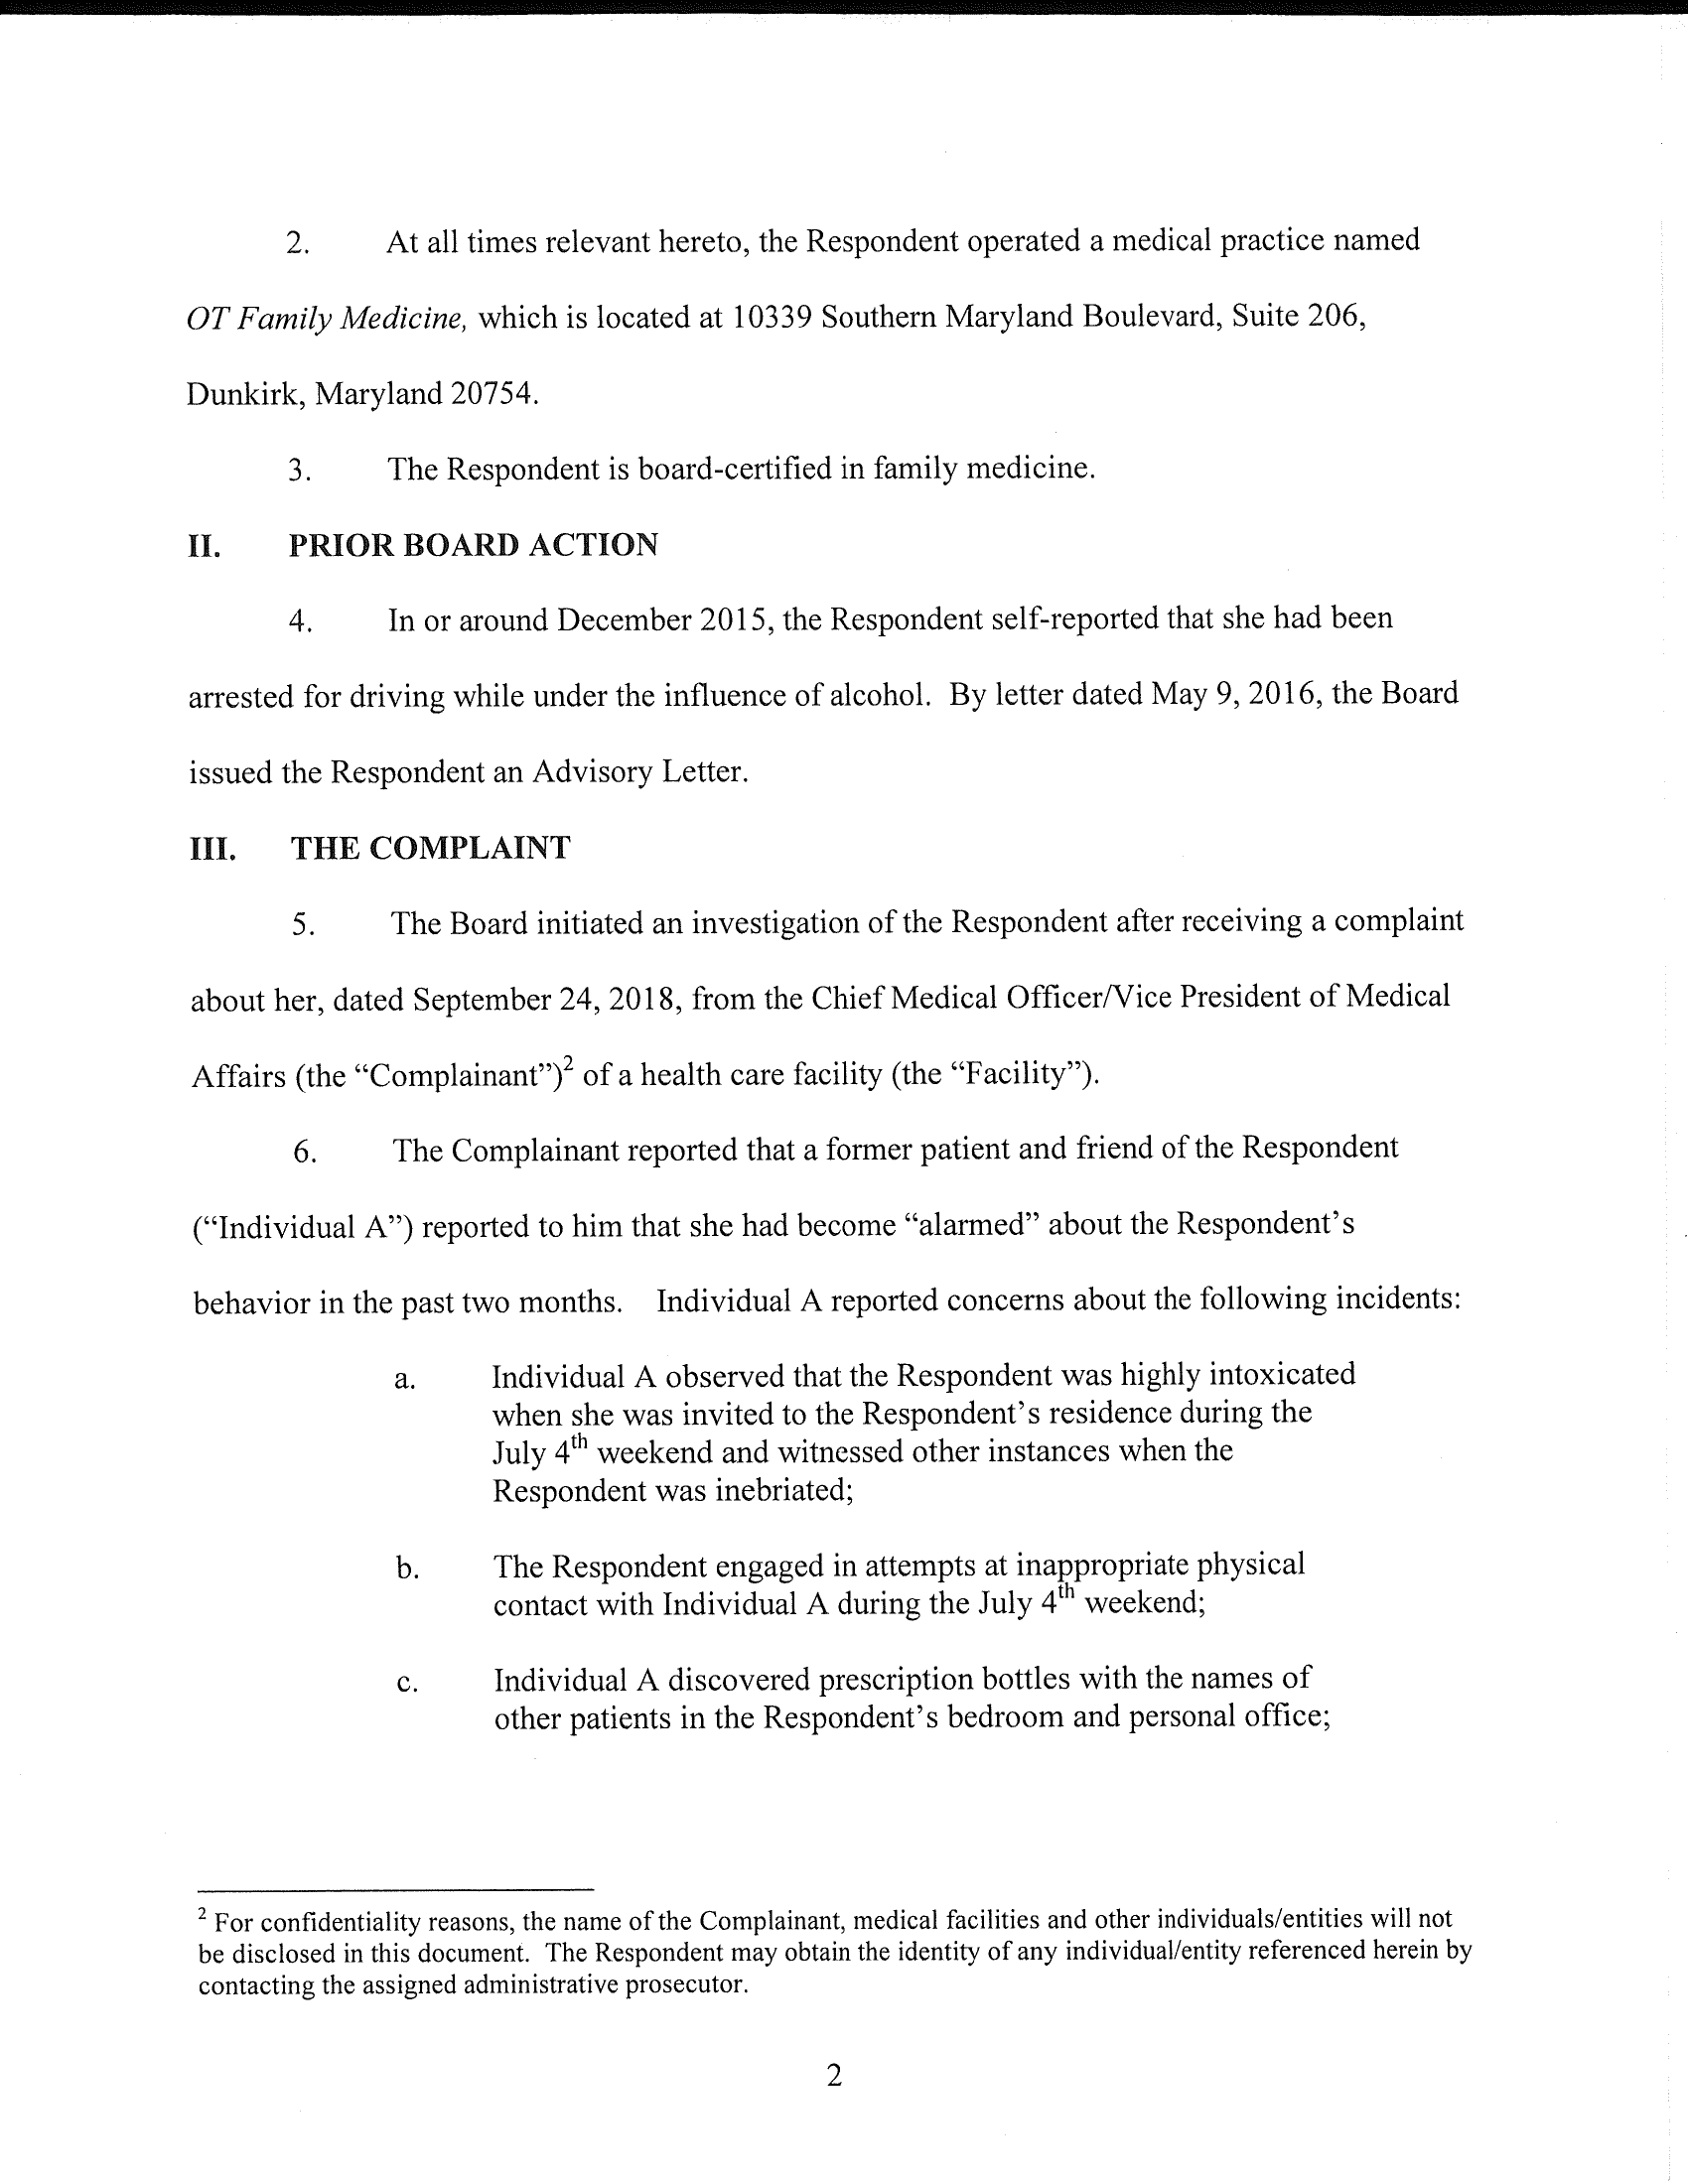 2. At all times relevant hereto, the Respondent operated a medical practice named
OT Family Medicine, which is located at 10339 Southern Maryland Boulevard, Suite 206,
Dunkirk, Maryland 20754.
3. The Respondent is board-certified in family medicine.
II. PRIOR BOARD ACTION
4. In or around December 2015, the Respondent self-reported that she had been
arrested for driving while under the influence of alcohol. By letter dated May 9, 2016, the Board
issued the Respondent an Advisory Letter.
III. THE COMPLAINT
5. The Board initiated an investigation of the Respondent after receiving a complaint
about her, dated September 24, 2018, from the Chief Medical Officer/Vice President of Medical
Affairs (the “Complainant”)² of a health care facility (the “Facility”).
6. The Complainant reported that a former patient and friend of the Respondent
(“Individual A”) reported to him that she had become “alarmed” about the Respondent’s
behavior in the past two months. Individual A reported concerns about the following incidents:
a. Individual A observed that the Respondent was highly intoxicated
when she was invited to the Respondent’s residence during the
July 4th weekend and witnessed other instances when the
Respondent was inebriated;
b. The Respondent engaged in attempts at inappropriate physical
contact with Individual A during the July 4th weekend;
c. Individual A discovered prescription bottles with the names of
other patients in the Respondent’s bedroom and personal office;
² For confidentiality reasons, the name of the Complainant, medical facilities and other individuals/entities will not
be disclosed in this document. The Respondent may obtain the identity of any individual/entity referenced herein by
contacting the assigned administrative prosecutor.
2